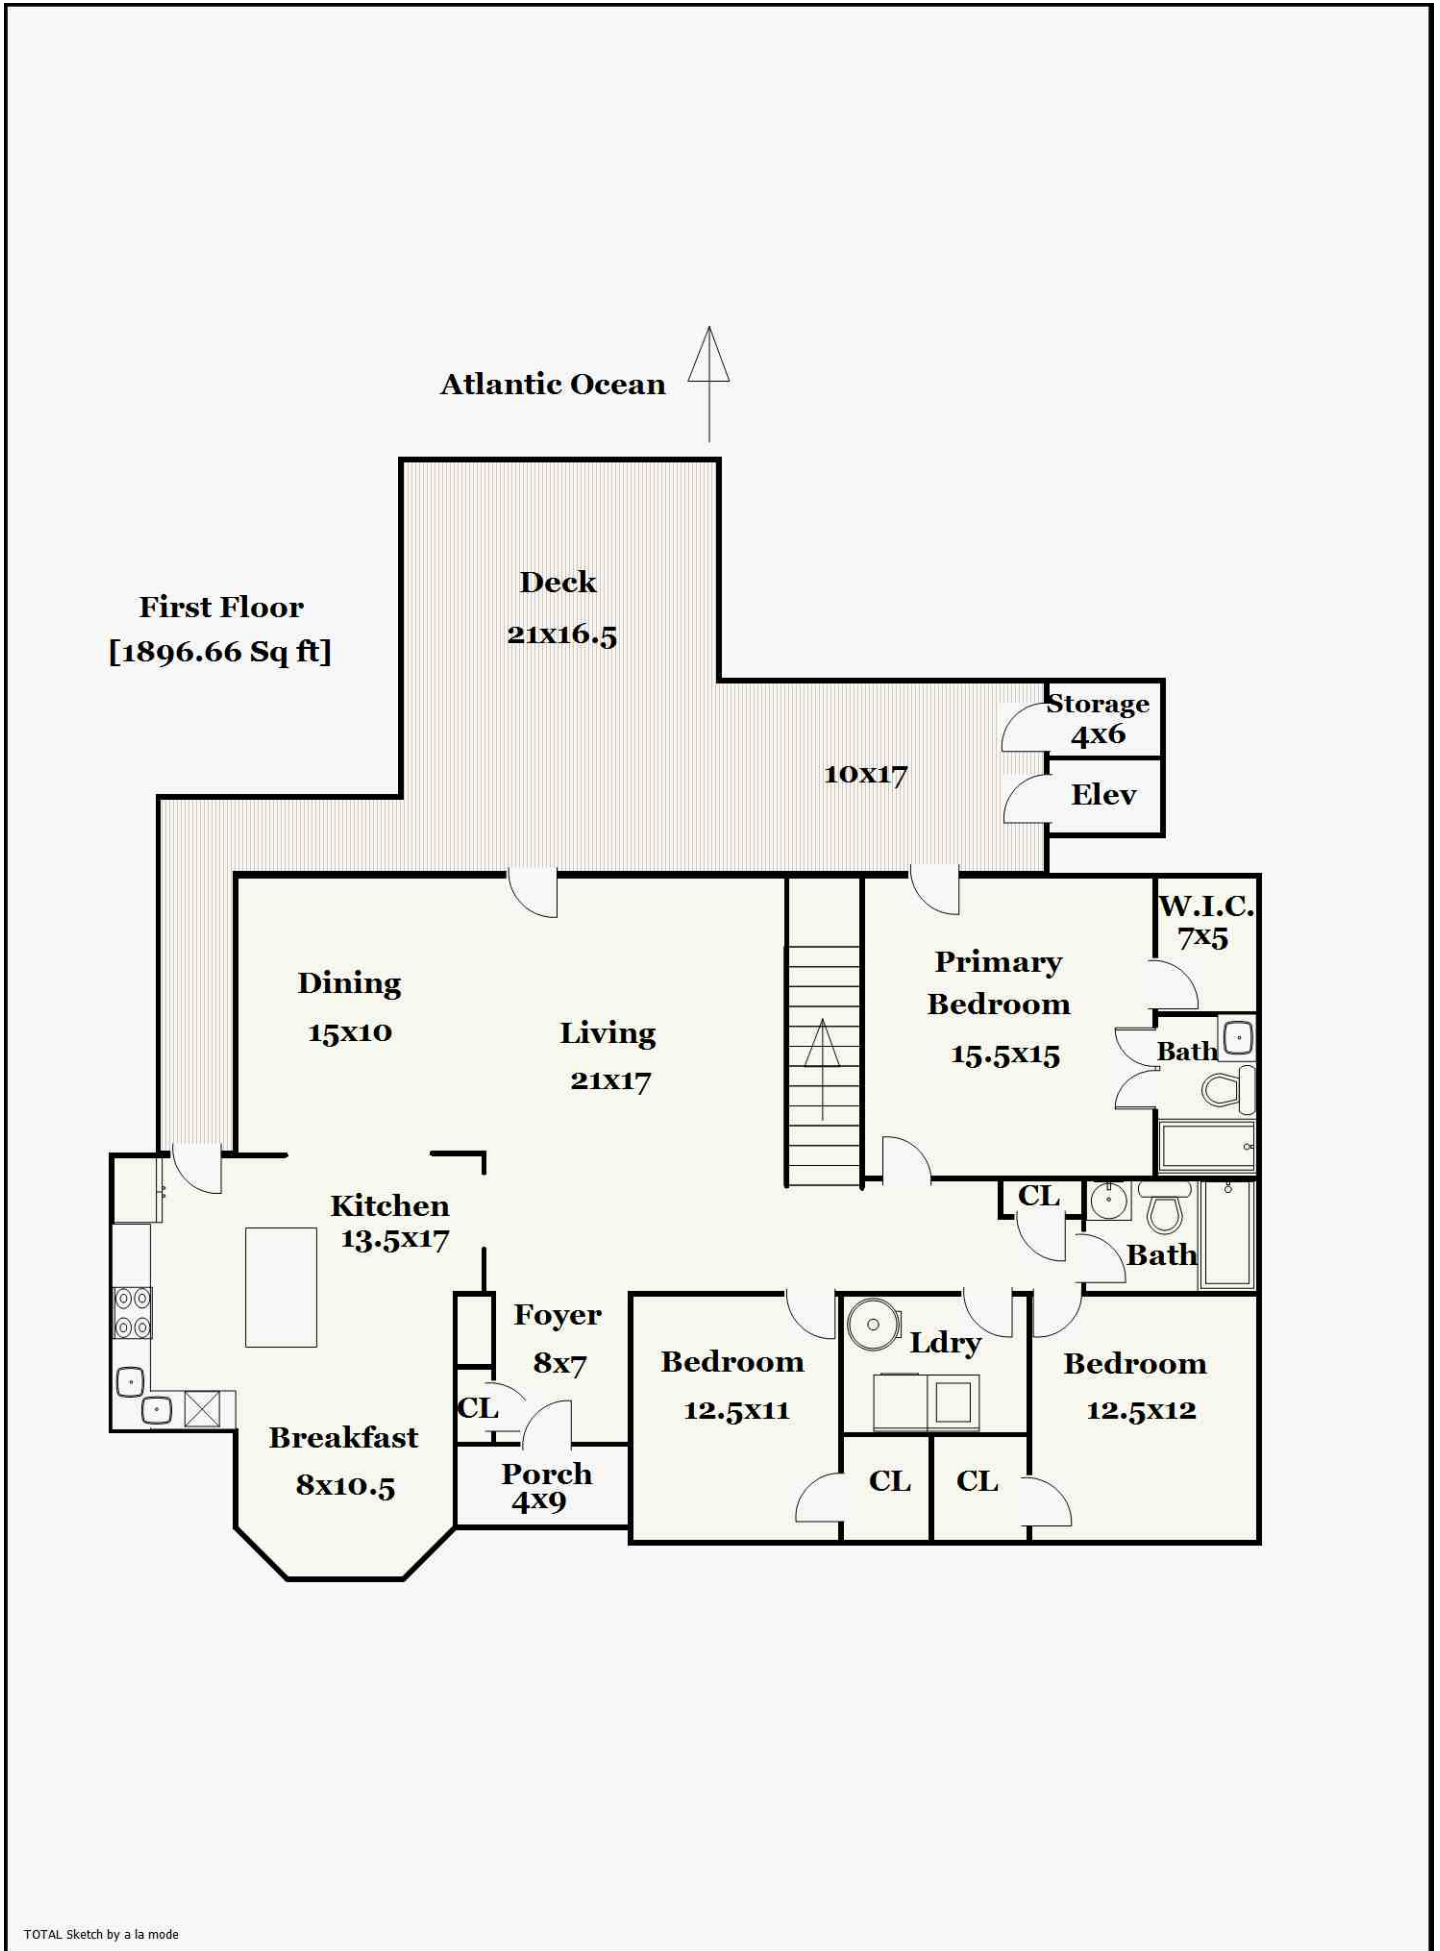 Atlantic Ocean
Deck
21x16.5
First Floor
[1896.66 Sq ft]
Storage
4x6
10x17
Elev
W.I.C.
7x5
Primary
Bedroom
15.5x15
Dining
15x10
Living
21x17
Bath
Kitchen
13.5x17
CL
Bath
Foyer
8x7
Ldry
Bedroom
12.5x11
Bedroom
12.5x12
CL
Breakfast
8x10.5
Porch
4x9
CL
CL
TOTAL Sketch by a la mode